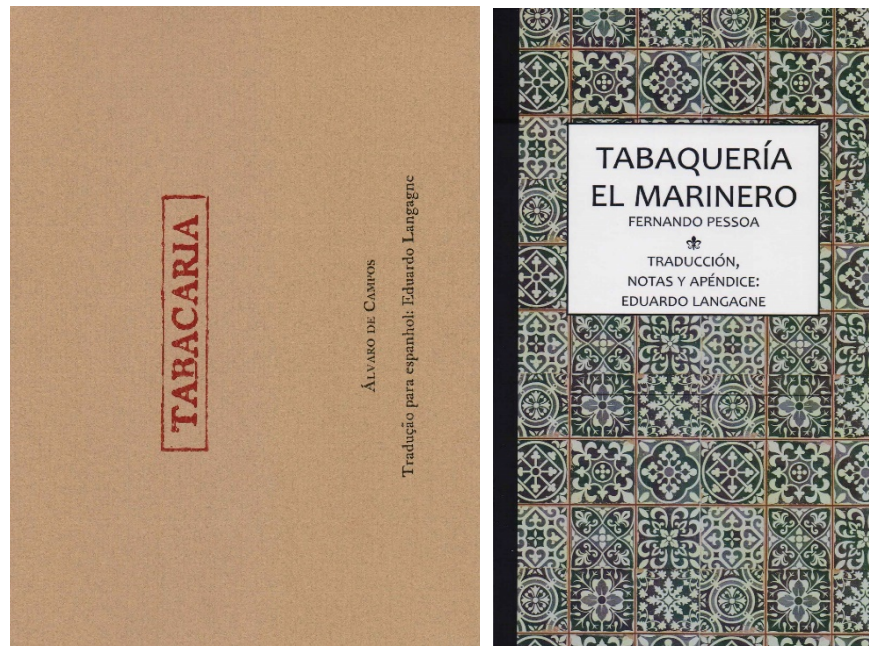 TABACARIA
ÁLVARO DE CAMPOS
Tradução para espanhol: Eduardo Langagne
TABAQUERÍA
EL MARINERO
FERNANDO PESSOA
TRADUCCIÓN,
NOTAS Y APÉNDICE:
EDUARDO LANGAGNE